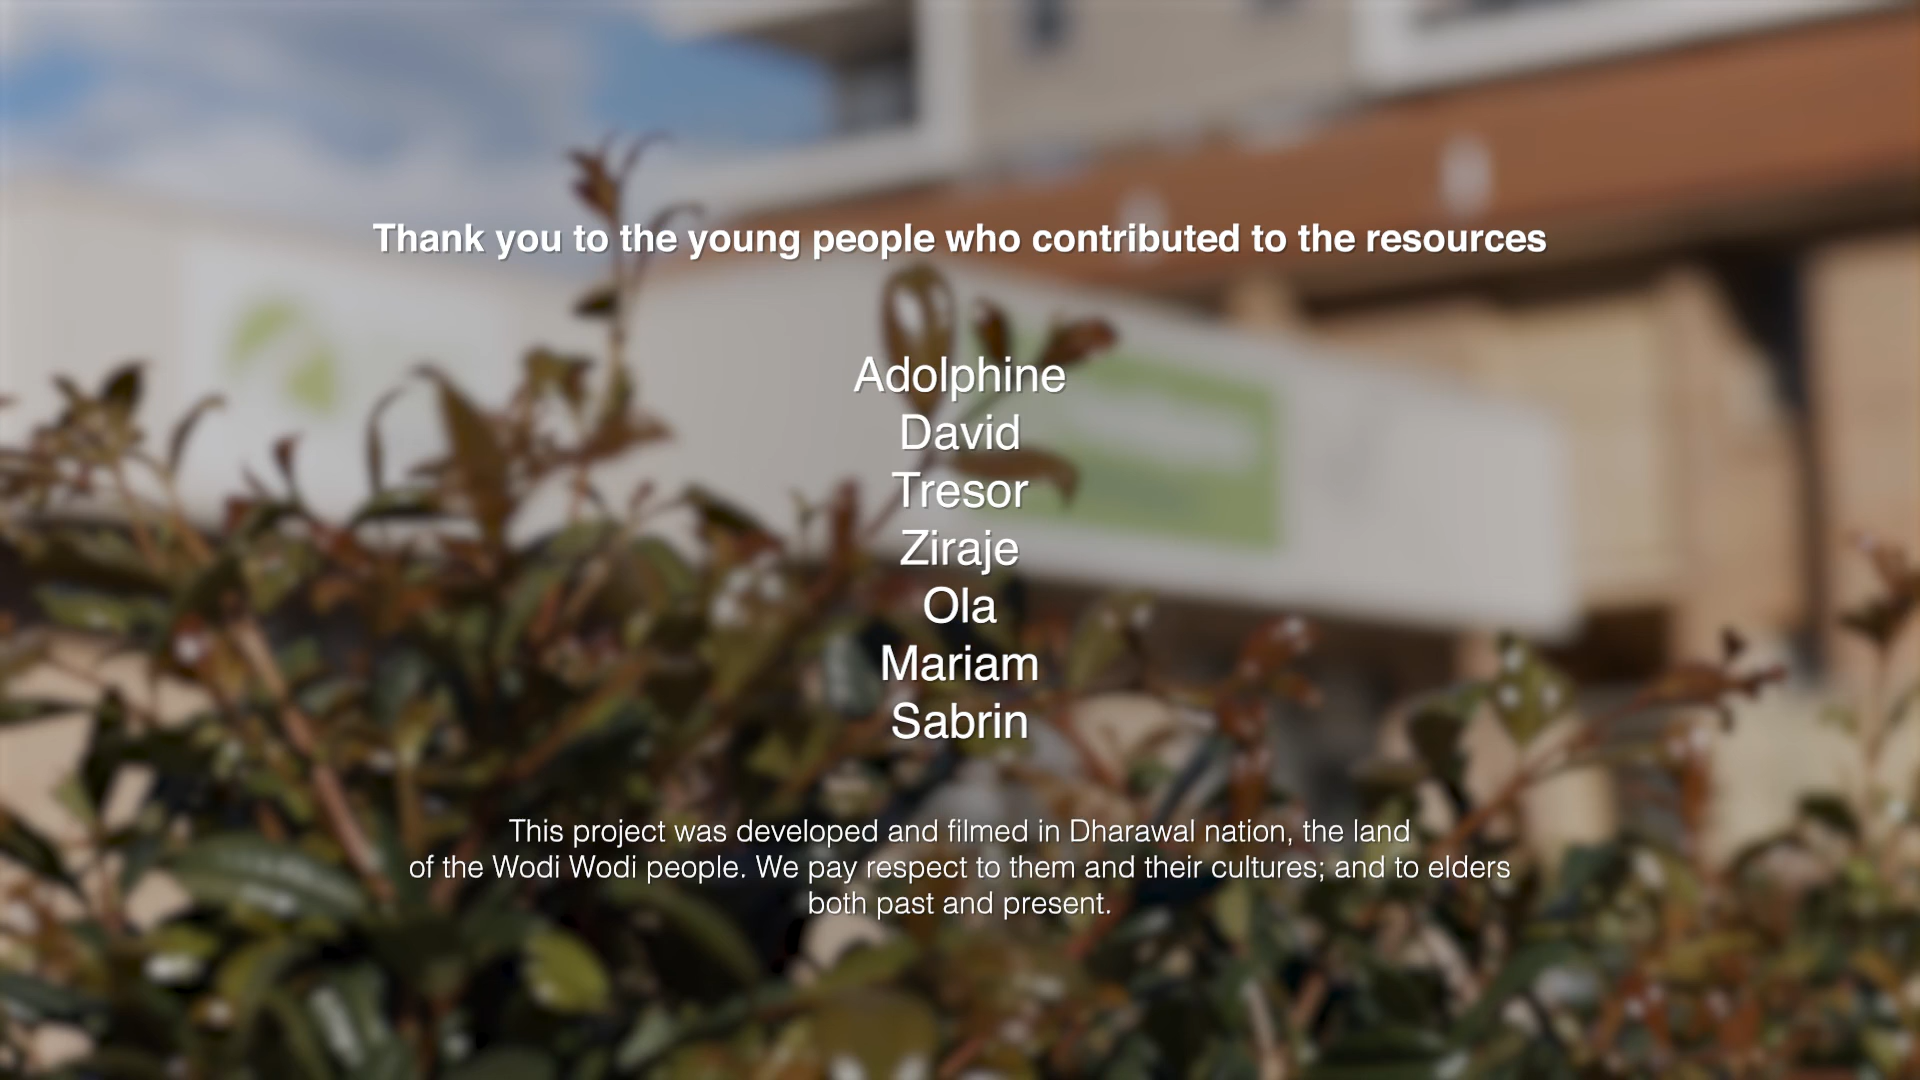 Thank you to the young people who contributed to the resources
Adolphine
David
Tresor
Ziraje
Ola
Mariam
Sabrin
This project was developed and filmed in Dharawal nation, the land
of the Wodi Wodi people. We pay respect to them and their cultures; and to elders
both past and present.